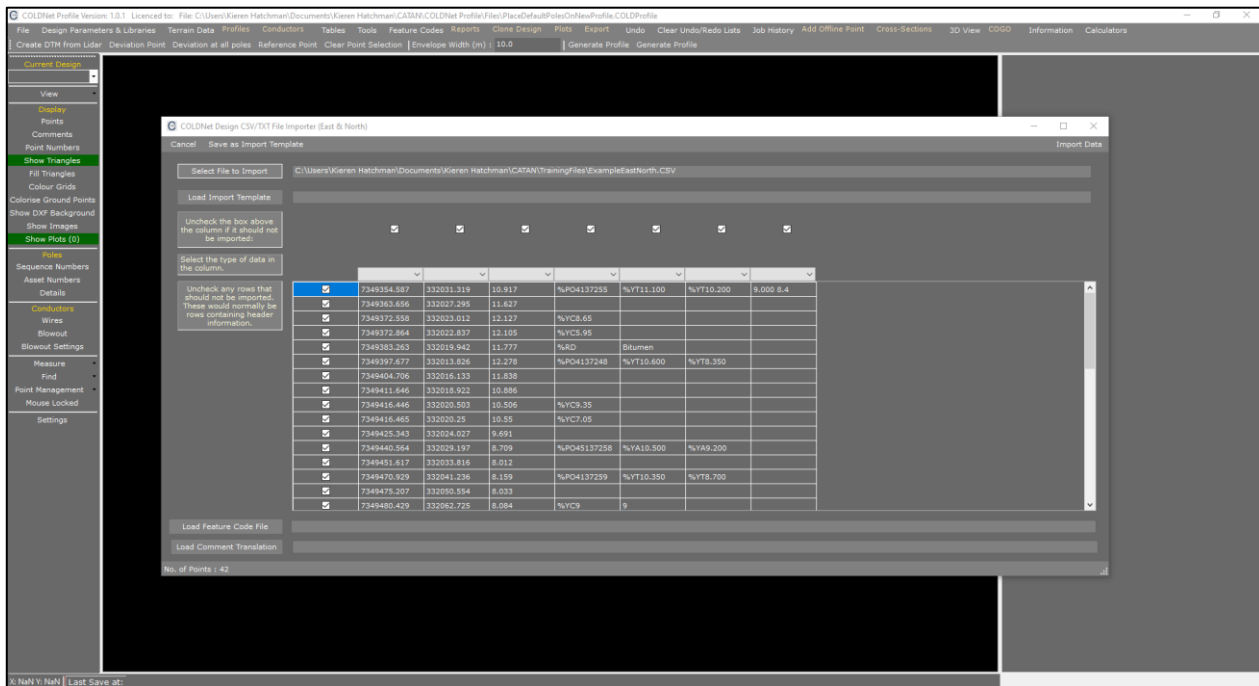 COLDNet Profile Version: 1.0.1 Licenced to: File: C:\Users\Kieren Hatchman\Documents\Kieren Hatchman\CATAN\COLDNet Profile\Files\PlaceDefaultPolesOnNewProfile.COLDProfile
File Design Parameters & Libraries Terrain Data Profiles Conductors Tables Tools Feature Codes Reports Clone Design Plots Export Undo Clear Undo/Redo Lists Job History Add Offline Point Cross-Sections 3D View COGO Information Calculators
Create DTM from Lidar Deviation Point Deviation at all poles Reference Point Clear Point Selection Envelope Width (m) : 10.0 Generate Profile Generate Profile
Current Design
View
Display
Points
Comments
Point Numbers
Show Triangles
Fill Triangles
Colour Grids
Colorise Ground Points
Show DXF Background
Show Images
Show Plots (0)
Poles
Sequence Numbers
Asset Numbers
Details
Conductors
Wires
Blowout
Blowout Settings
Measure
Find
Point Management
Mouse Locked
Settings
COLDNet Design CSV/TXT File Importer (East & North)
Cancel Save as Import Template Import Data
Select File to Import C:\Users\Kieren Hatchman\Documents\Kieren Hatchman\CATAN\TrainingFiles\ExampleEastNorth.CSV
Load Import Template
Uncheck the box above
the column if it should not
be imported:
Select the type of data in
the column.
Uncheck any rows that
should not be imported.
These would normally be
rows containing header
information.
7349354.587 332031.319 10.917 %PO4137255 %YT11.100 %YT10.200 9.000 8.4
7349363.656 332027.295 11.627
7349372.558 332023.012 12.127 %YC8.65
7349372.864 332022.837 12.105 %YC5.95
7349383.263 332019.942 11.777 %RD Bitumen
7349397.677 332013.826 12.278 %PO4137248 %YT10.600 %YT8.350
7349404.706 332016.133 11.838
7349411.646 332018.922 10.886
7349416.446 332020.503 10.506 %YC9.35
7349416.465 332020.25 10.55 %YC7.05
7349425.343 332024.027 9.691
7349440.564 332029.197 8.709 %PO45137258 %YA10.500 %YA9.200
7349451.617 332033.816 8.012
7349470.929 332041.236 8.159 %PO4137259 %YT10.350 %YT8.700
7349475.207 332050.554 8.033
7349480.429 332062.725 8.084 %YC9 9
Load Feature Code File
Load Comment Translation
No. of Points : 42
X: NaN Y: NaN Last Save at: